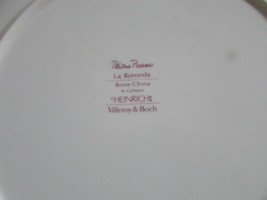 Paloma Picasso
La Rotonda
Bone China
HEINRICH
Villeroy & Boch